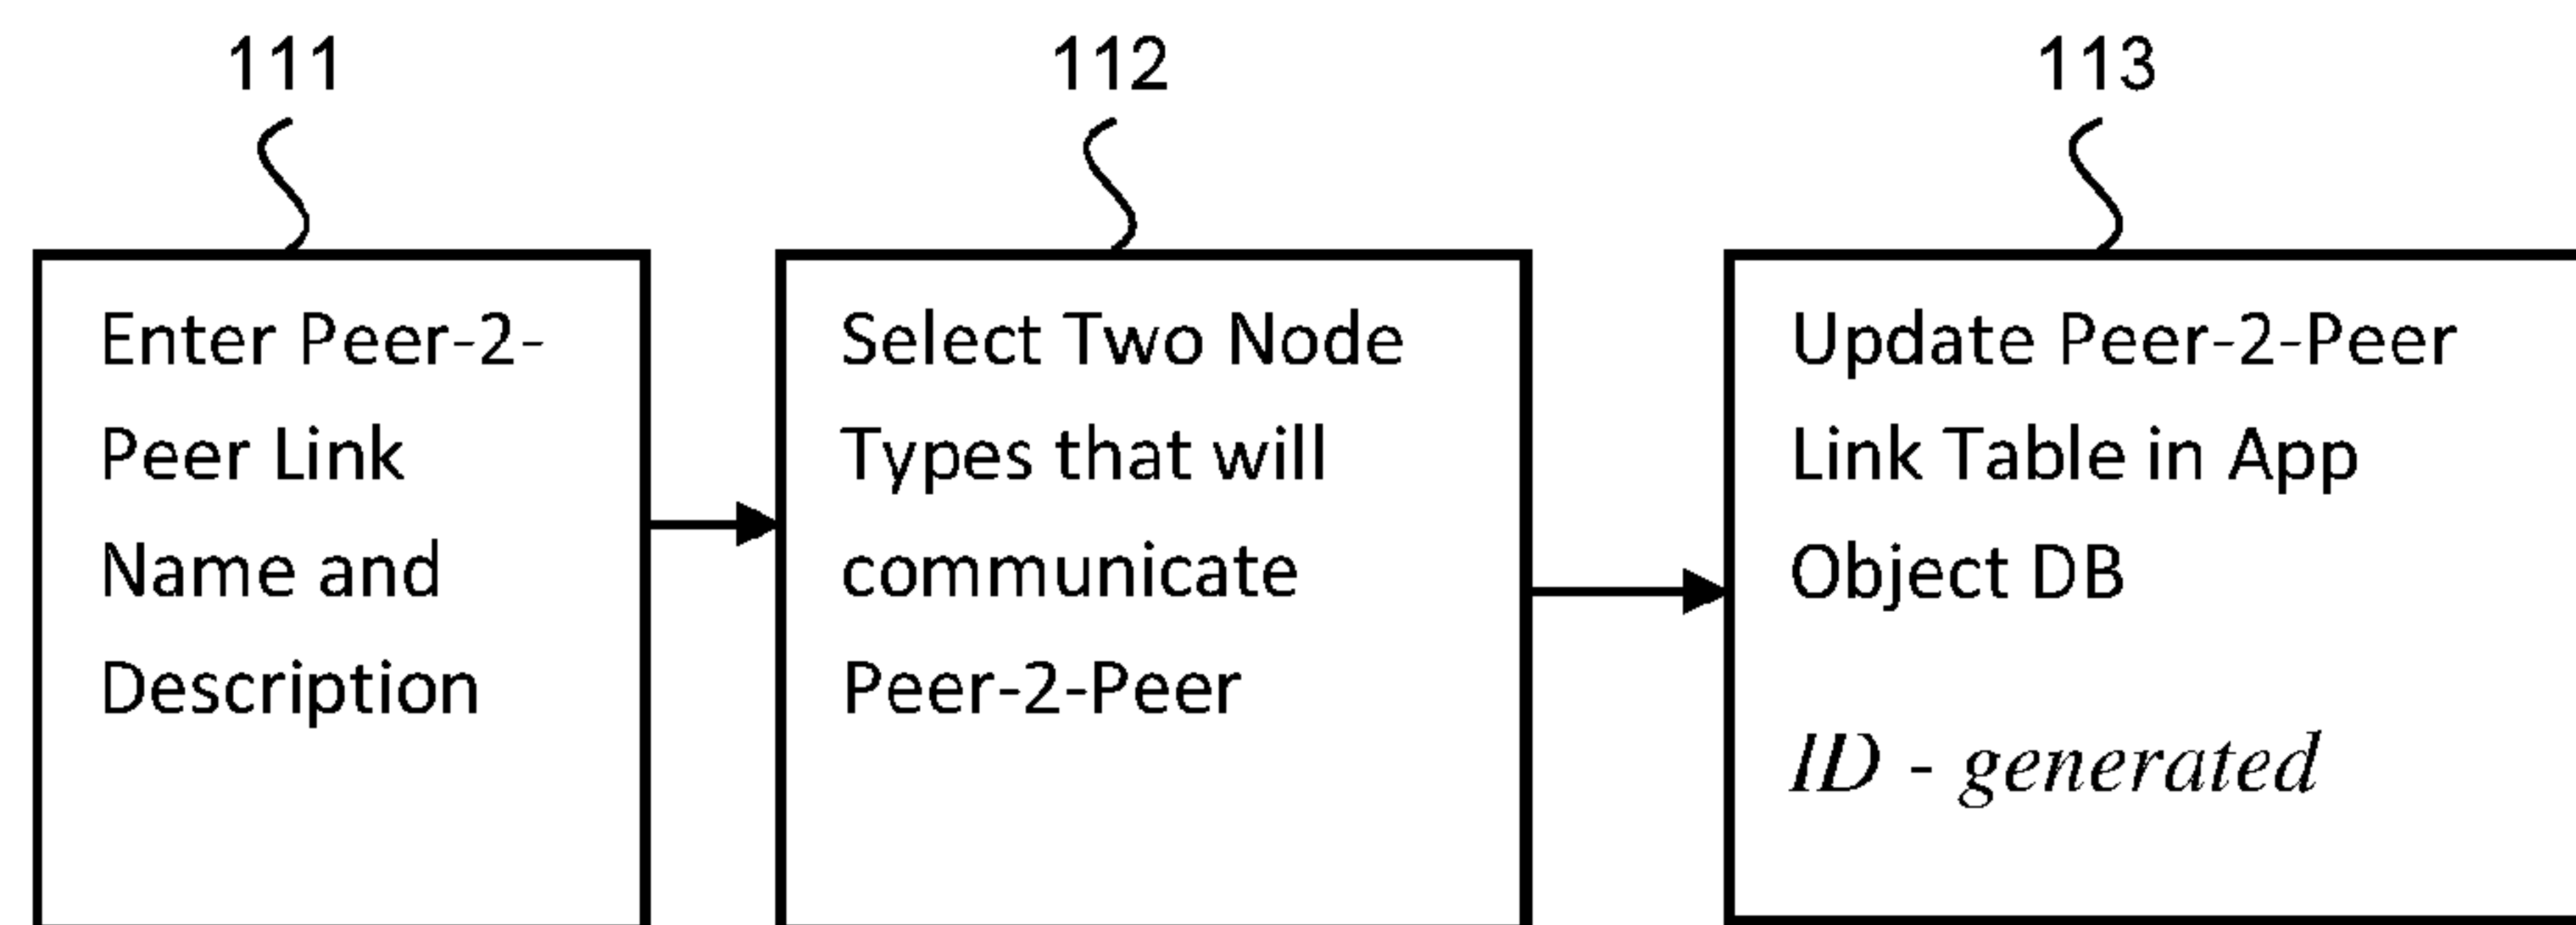 111
112
113
Enter Peer-2-
Peer Link
Name and
Description
Select Two Node
Types that will
communicate
Peer-2-Peer
Update Peer-2-Peer
Link Table in App
Object DB
ID - generated